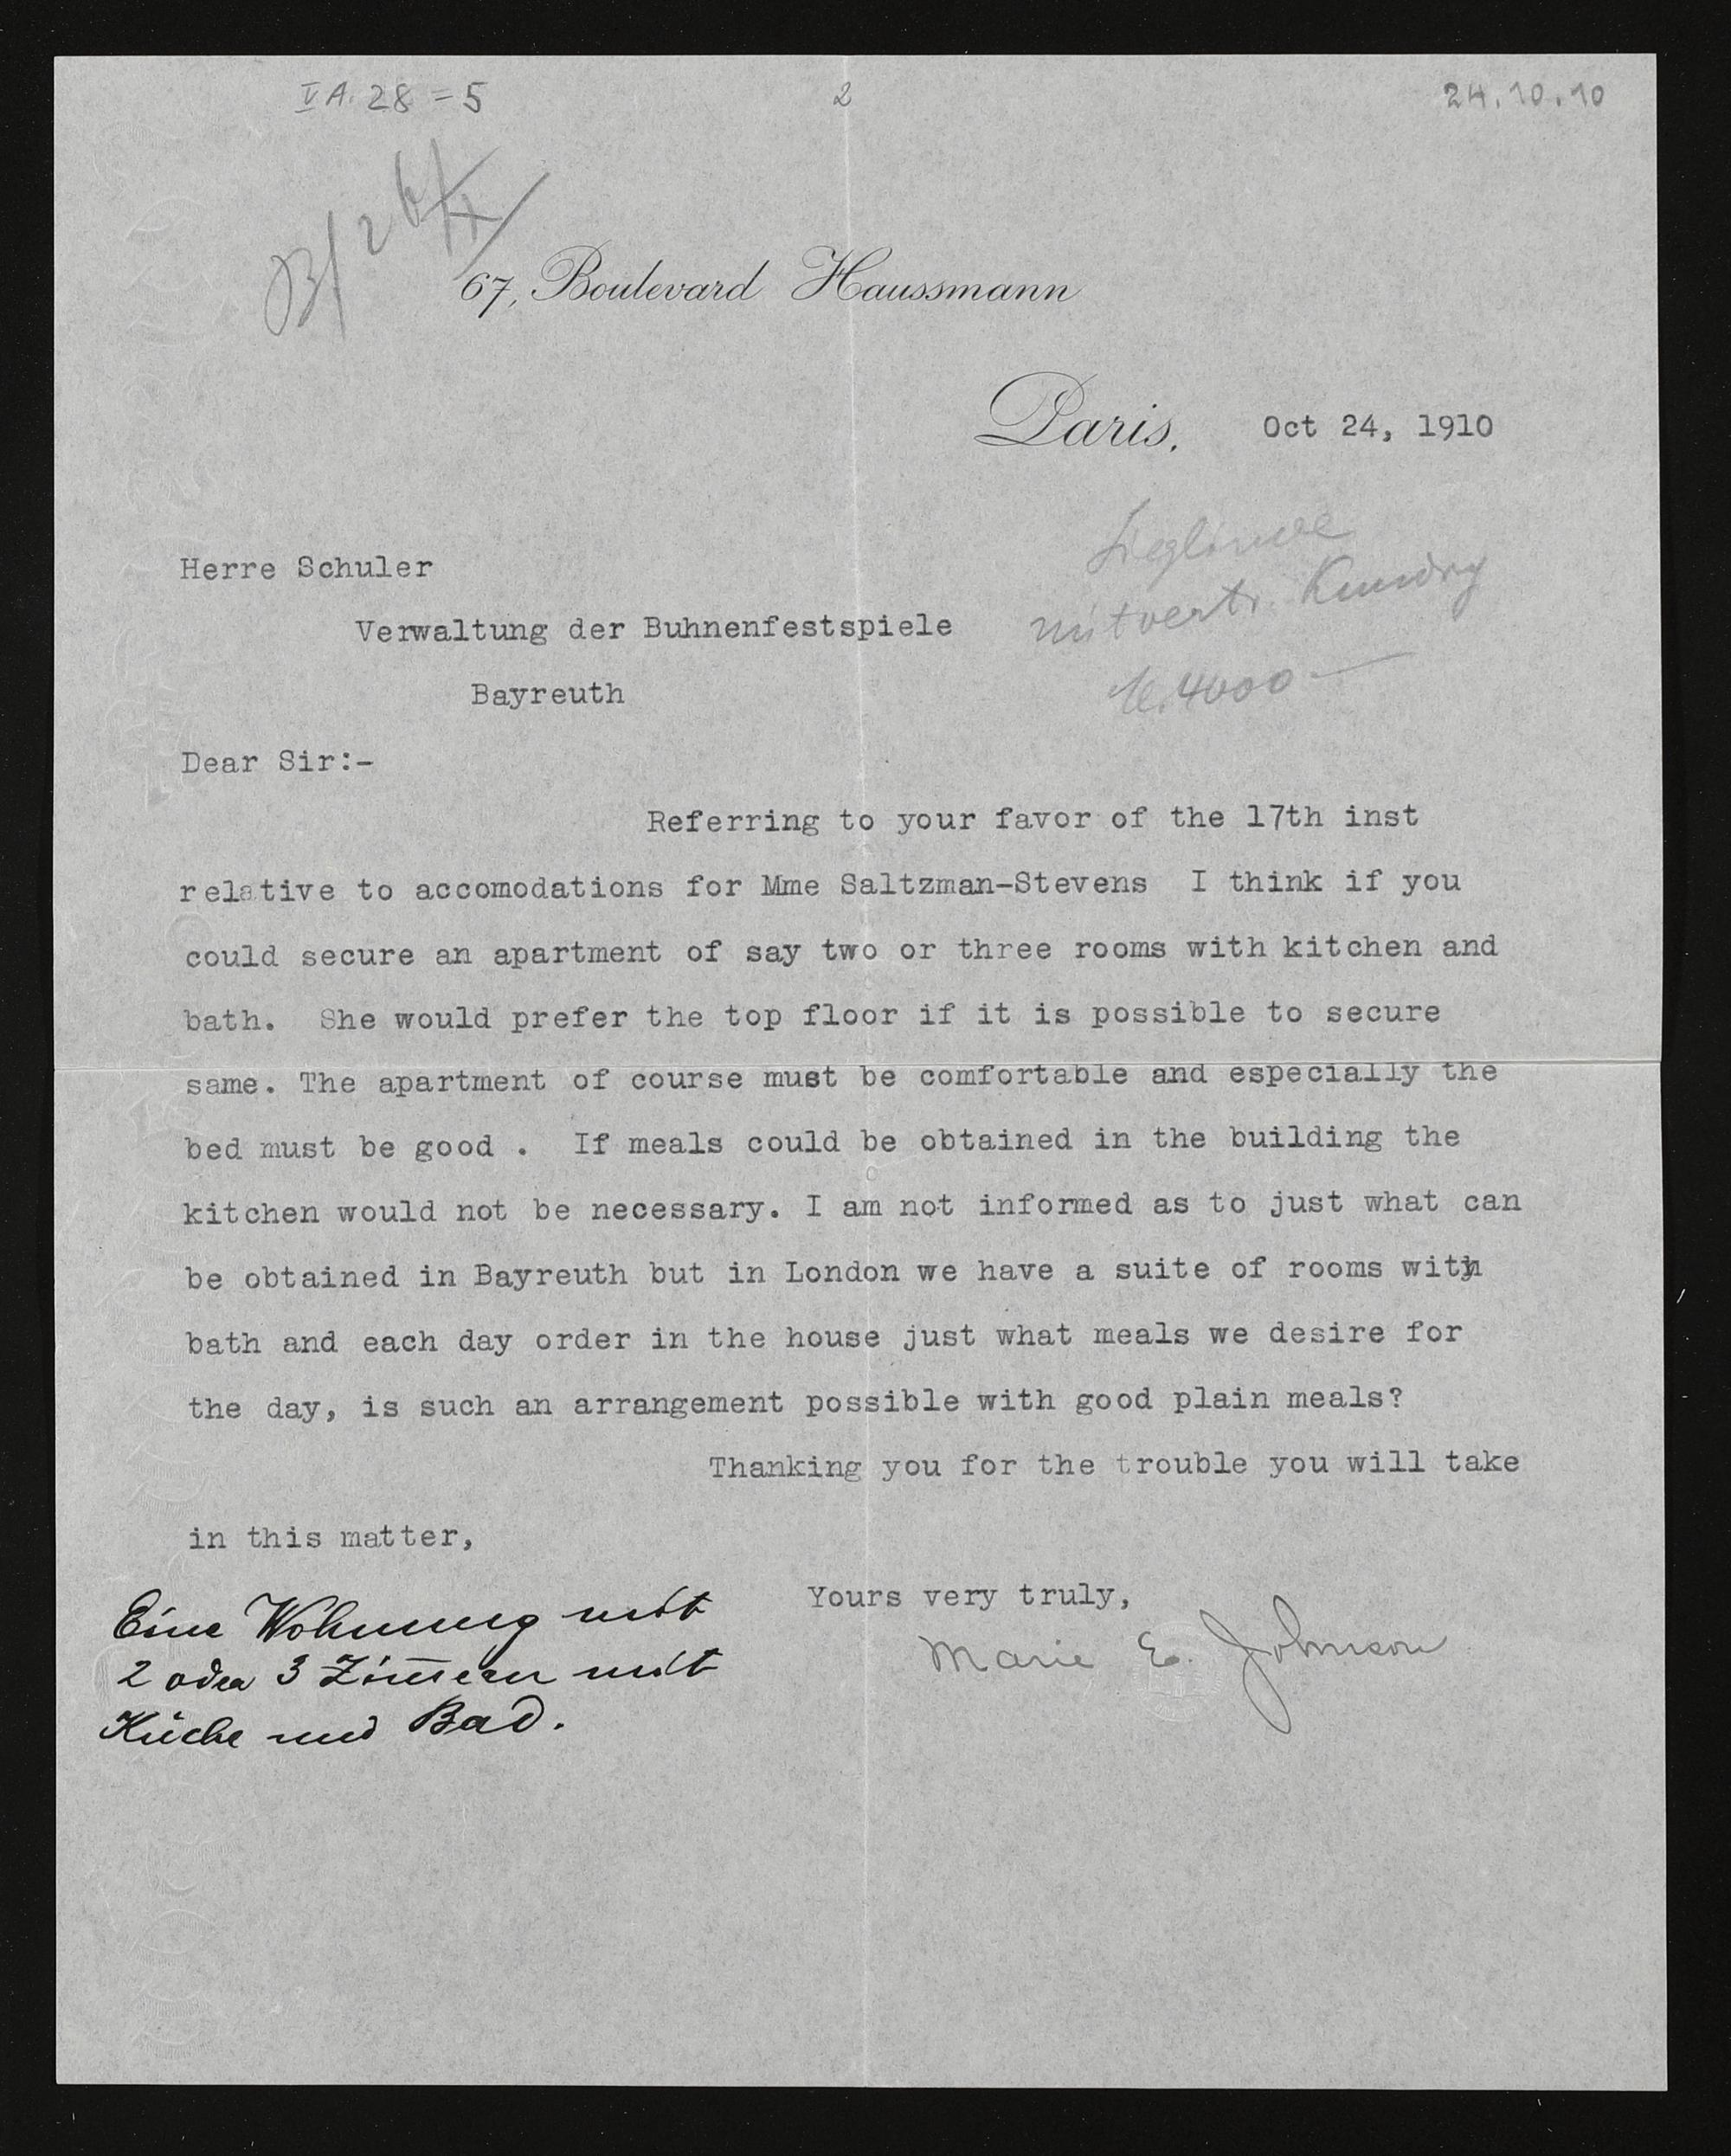 VA. 28 = 5
2
24.10.10
B/26/X
67, Boulevard Haussmann
Paris, Oct 24, 1910
Sieglinde
Herre Schuler
mitvertr. Kundry
Verwaltung der Buhnenfestspiele
M. 4000 —
Bayreuth
Dear Sir:-
Referring to your favor of the 17th inst
relative to accomodations for Mme Saltzman-Stevens I think if you
could secure an apartment of say two or three rooms with kitchen and
bath. She would prefer the top floor if it is possible to secure
same. The apartment of course must be comfortable and especially the
bed must be good . If meals could be obtained in the building the
kitchen would not be necessary. I am not informed as to just what can
be obtained in Bayreuth but in London we have a suite of rooms with
bath and each day order in the house just what meals we desire for
the day, is such an arrangement possible with good plain meals?
Thanking you for the trouble you will take
in this matter,
Yours very truly,
Marie E. Johnson
Eine Wohnung mit
2 oder 3 Zim̅ern mit
Küche und Bad.